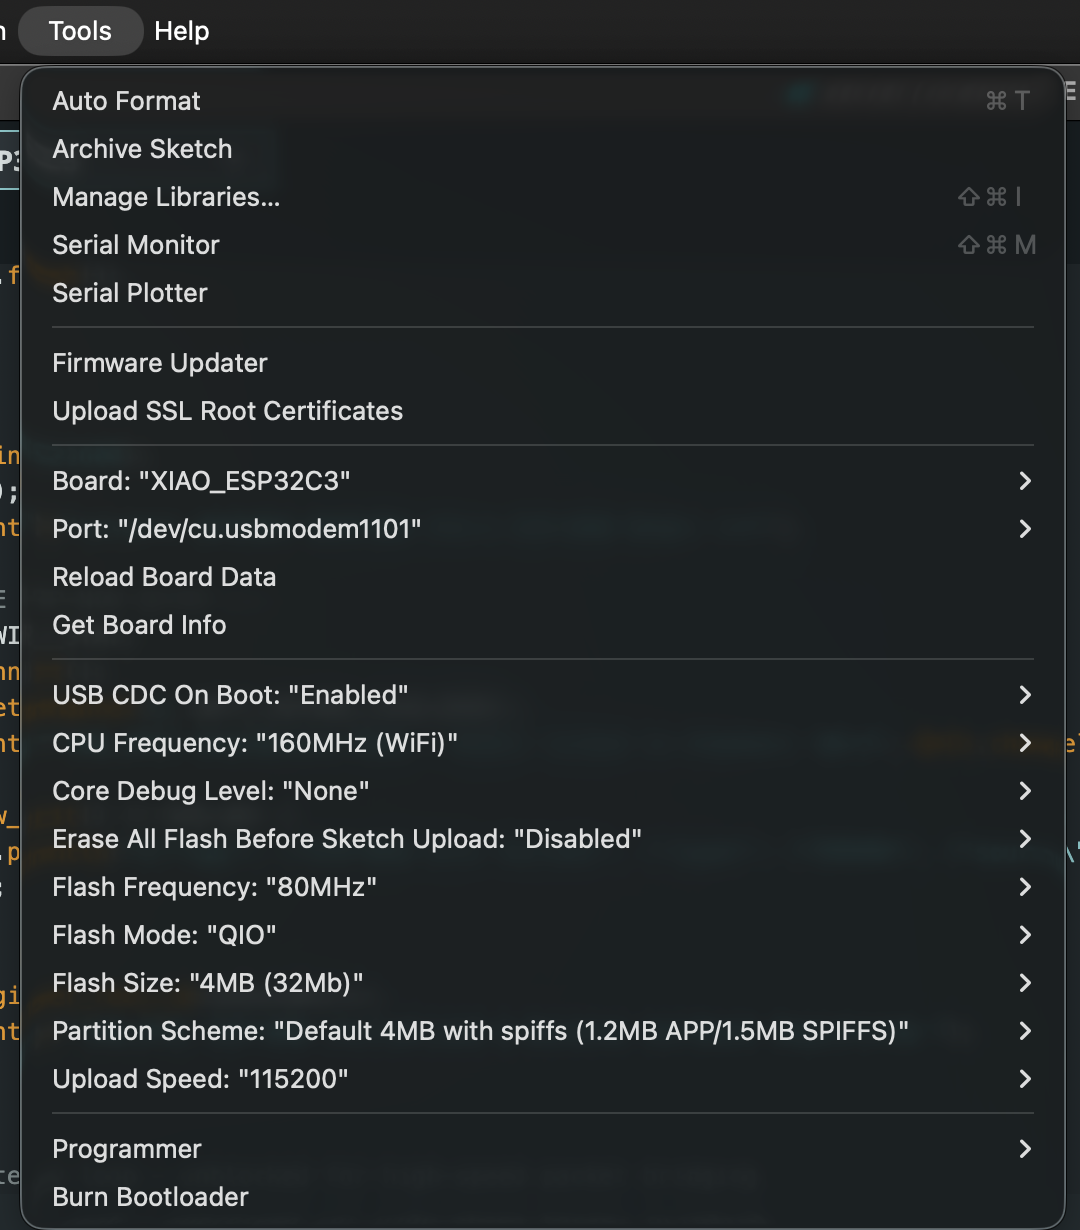 Tools Help
Auto Format ⌘ T
Archive Sketch
Manage Libraries... ⇧ ⌘ I
Serial Monitor ⇧ ⌘ M
Serial Plotter
Firmware Updater
Upload SSL Root Certificates
Board: "XIAO_ESP32C3"
Port: "/dev/cu.usbmodem1101"
Reload Board Data
Get Board Info
USB CDC On Boot: "Enabled"
CPU Frequency: "160MHz (WiFi)"
Core Debug Level: "None"
Erase All Flash Before Sketch Upload: "Disabled"
Flash Frequency: "80MHz"
Flash Mode: "QIO"
Flash Size: "4MB (32Mb)"
Partition Scheme: "Default 4MB with spiffs (1.2MB APP/1.5MB SPIFFS)"
Upload Speed: "115200"
Programmer
Burn Bootloader